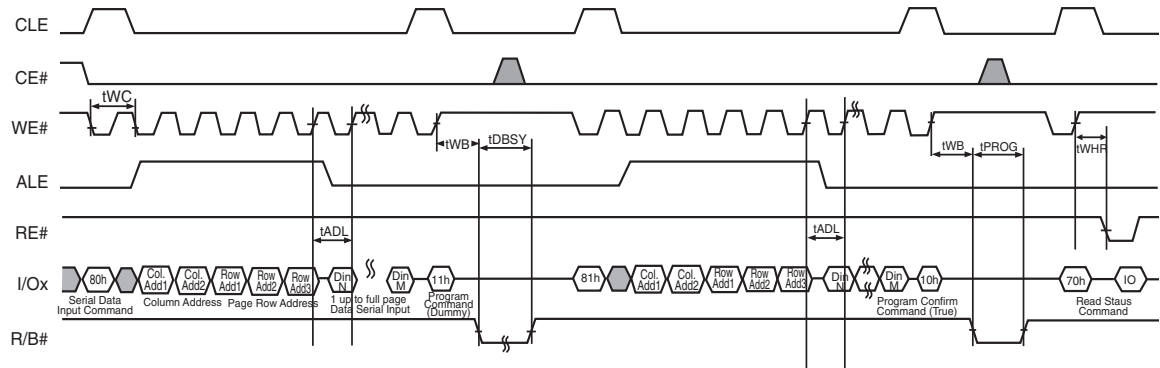 CLE
CE#
tWC
WE#
tWB
tDBSY
tWB
tPROG
tWHR
ALE
RE#
tADL
tADL
I/Ox
80h
Col.
Add1
Col.
Add2
Row
Add1
Row
Add2
Row
Add3
Din
N
Din
M
11h
81h
Col.
Add1
Col.
Add2
Row
Add1
Row
Add2
Row
Add3
Din
N
Din
M
10h
70h
IO
Serial Data
Input Command
Column Address
Page Row Address
1 up to full page
Data Serial Input
Program
Command
(Dummy)
Program Confirm
Command (True)
Read Staus
Command
R/B#